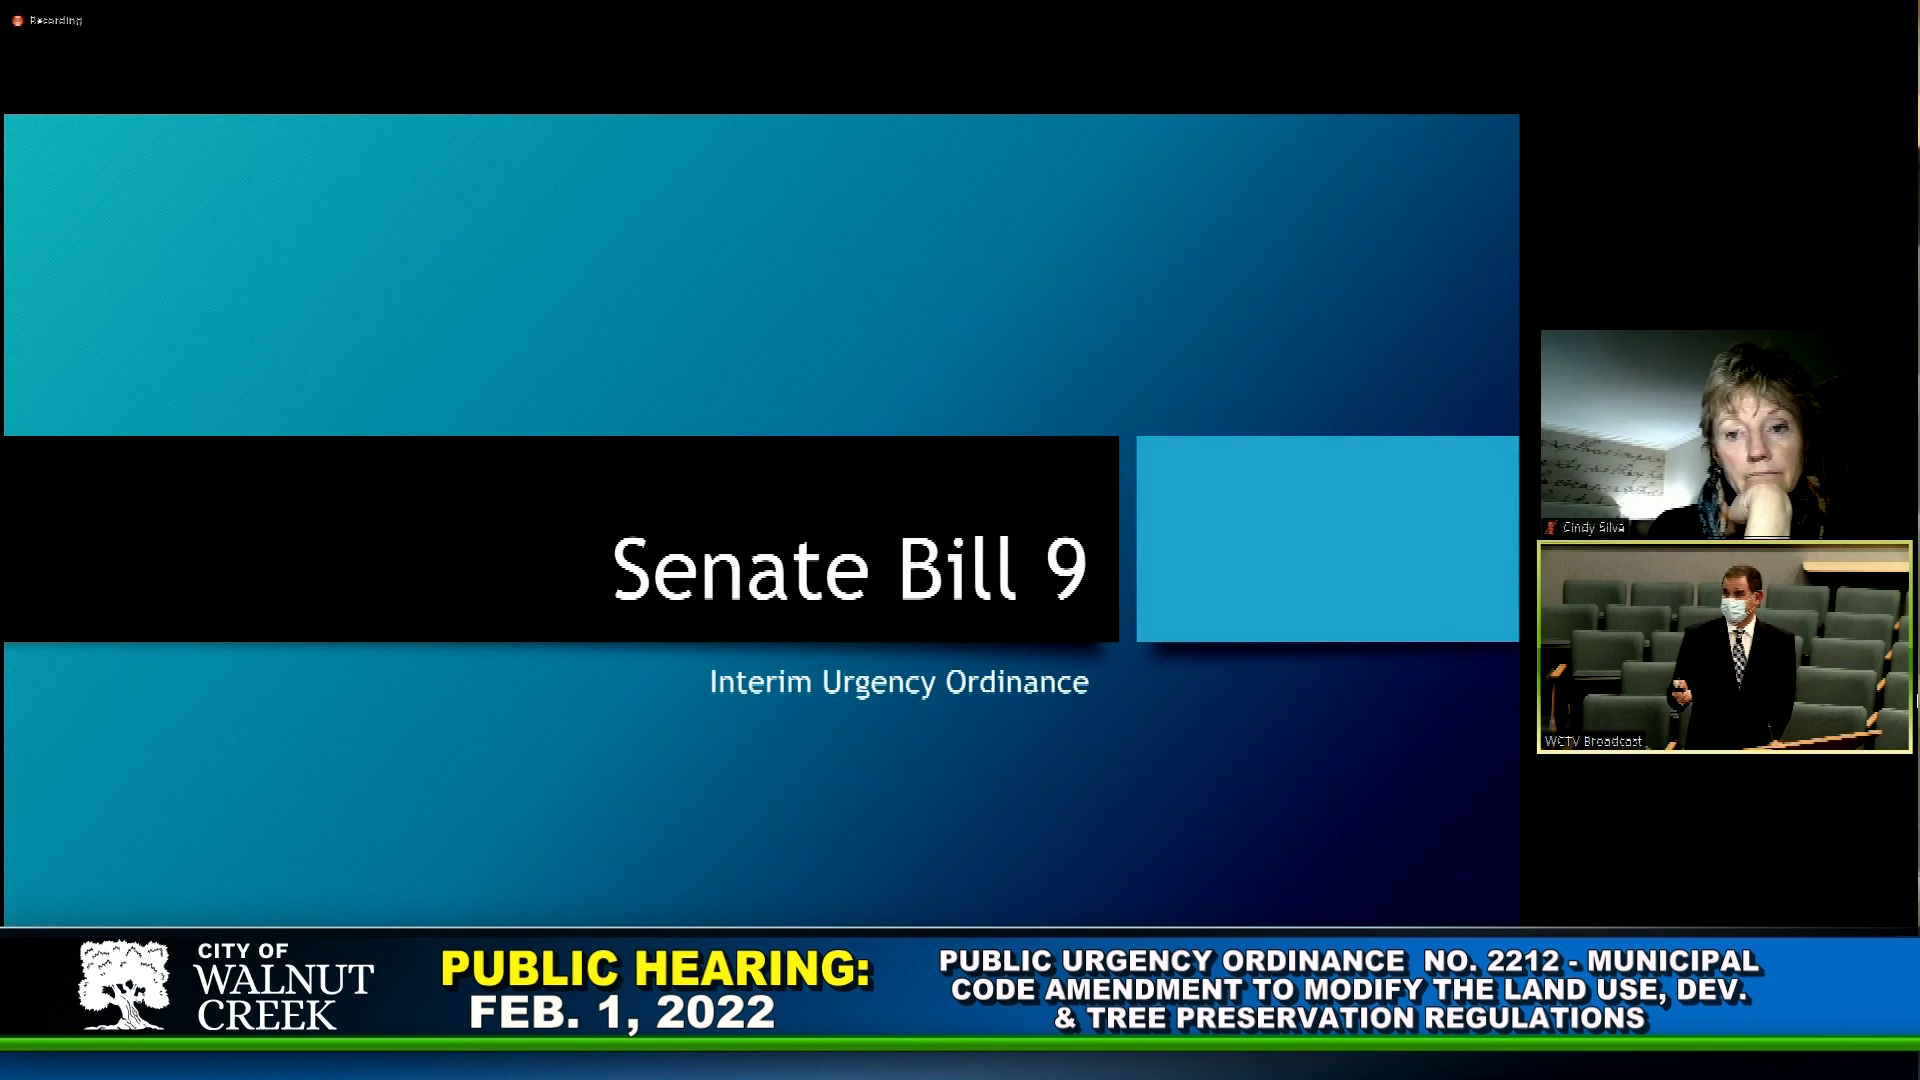 Recording
Senate Bill 9
Interim Urgency Ordinance
Cindy Silva
WCTV Broadcast
CITY OF
WALNUT
CREEK
PUBLIC HEARING:
FEB. 1, 2022
PUBLIC URGENCY ORDINANCE NO. 2212 - MUNICIPAL
CODE AMENDMENT TO MODIFY THE LAND USE, DEV.
& TREE PRESERVATION REGULATIONS